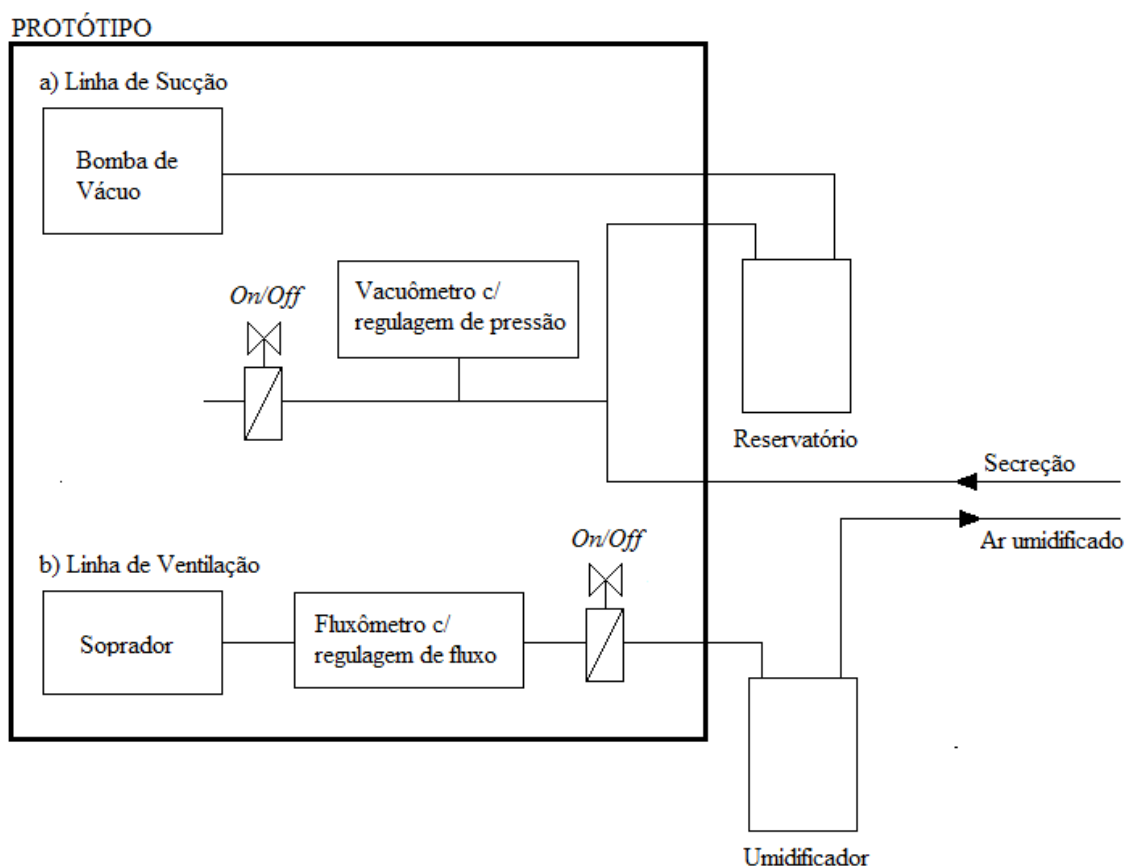 PROTÓTIPO
a) Linha de Sucção
Bomba de
Vácuo
On/Off
Vacuômetro c/
regulagem de pressão
Reservatório
Secreção
Ar umidificado
On/Off
b) Linha de Ventilação
Soprador
Fluxômetro c/
regulagem de fluxo
Umidificador